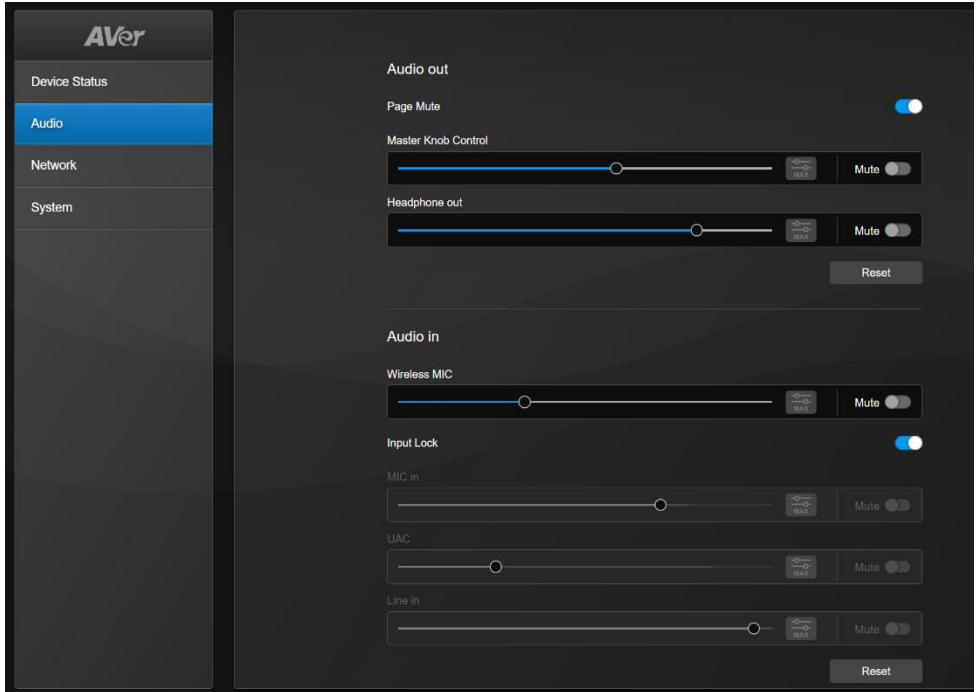 AVer
Device Status
Audio
Network
System
Audio out
Page Mute
Master Knob Control
MAX
Mute
Headphone out
MAX
Mute
Reset
Audio in
Wireless MIC
MAX
Mute
Input Lock
MIC in
MAX
Mute
UAC
MAX
Mute
Line in
MAX
Mute
Reset